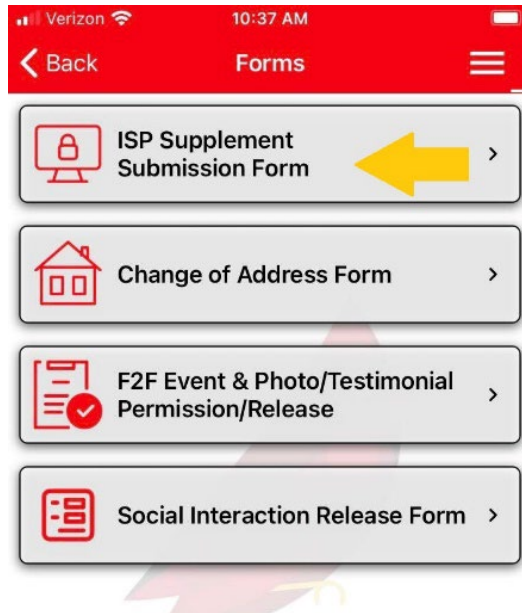 Verizon 10:37 AM
Back Forms
ISP Supplement
Submission Form
Change of Address Form
F2F Event & Photo/Testimonial
Permission/Release
Social Interaction Release Form